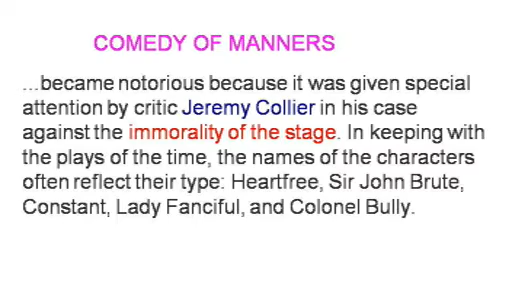 COMEDY OF MANNERS
...became notorious because it was given special
attention by critic Jeremy Collier in his case
against the immorality of the stage. In keeping with
the plays of the time, the names of the characters
often reflect their type: Heartfree, Sir John Brute,
Constant, Lady Fanciful, and Colonel Bully.